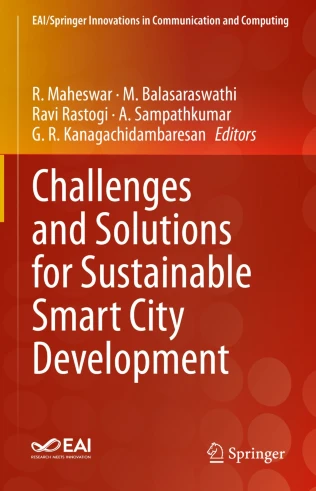 EAI/Springer Innovations in Communication and Computing
R. Maheswar · M. Balasaraswathi
Ravi Rastogi · A. Sampathkumar
G. R. Kanagachidambaresan Editors
Challenges
and Solutions
for Sustainable
Smart City
Development
EAI
RESEARCH MEETS INNOVATION
Springer